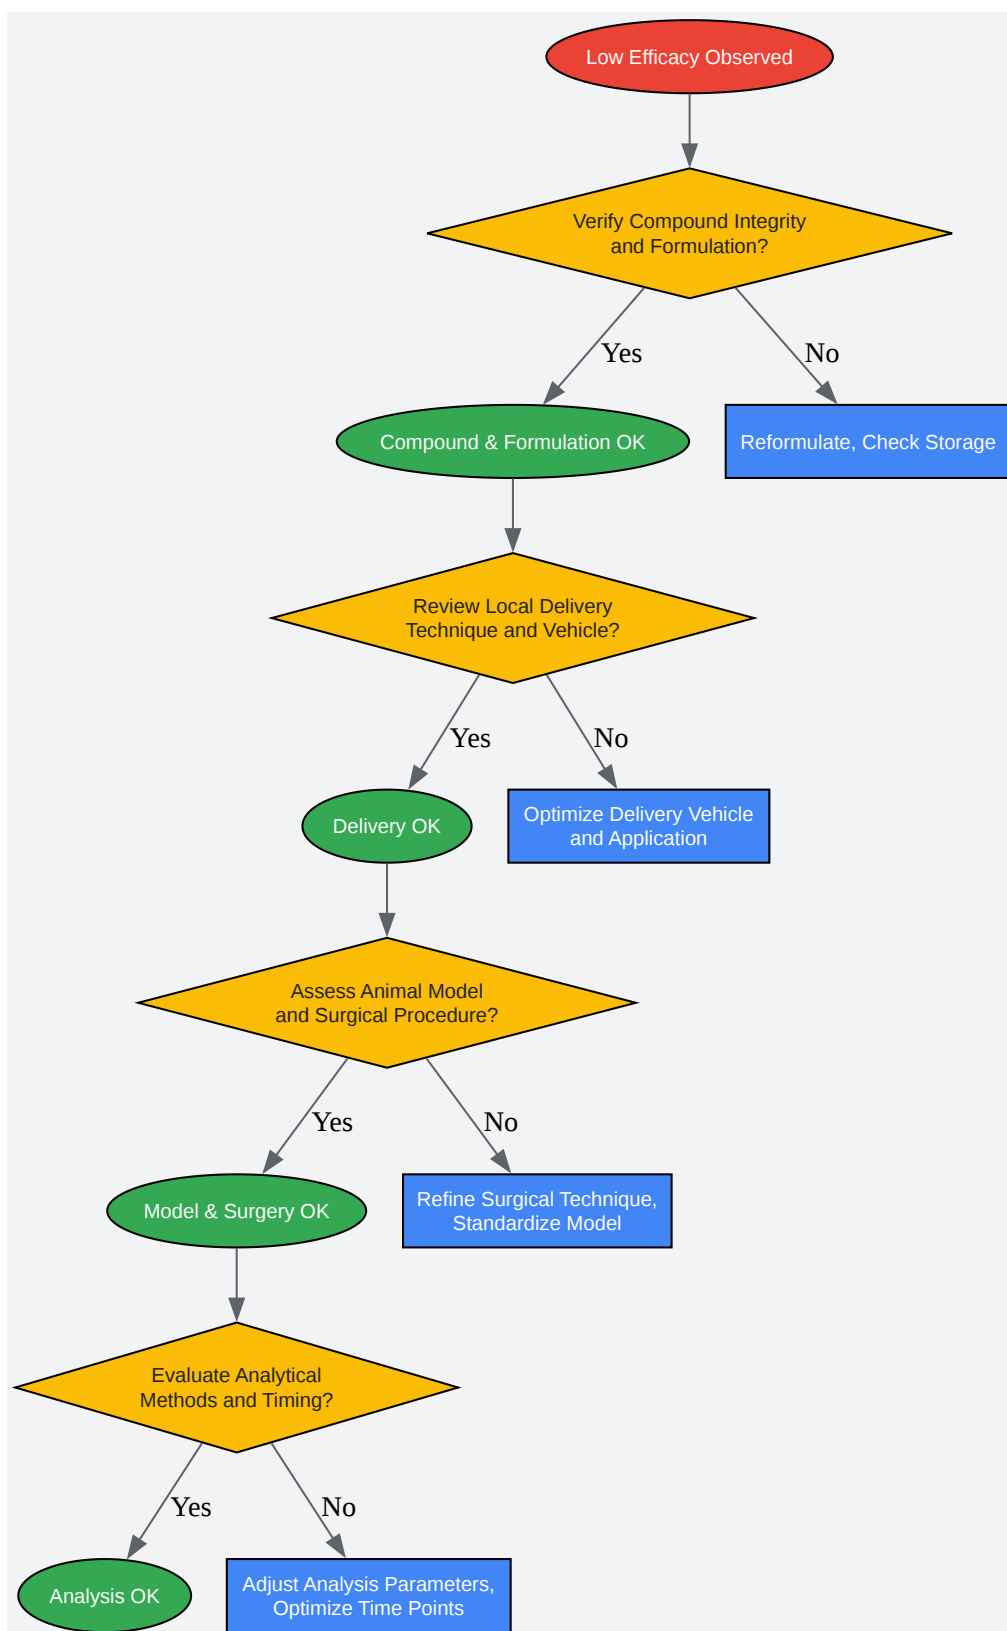 Low Efficacy Observed
Verify Compound Integrity
and Formulation?
Yes
No
Compound & Formulation OK
Reformulate, Check Storage
Review Local Delivery
Technique and Vehicle?
Yes
No
Delivery OK
Optimize Delivery Vehicle
and Application
Assess Animal Model
and Surgical Procedure?
Yes
No
Model & Surgery OK
Refine Surgical Technique,
Standardize Model
Evaluate Analytical
Methods and Timing?
Yes
No
Analysis OK
Adjust Analysis Parameters,
Optimize Time Points